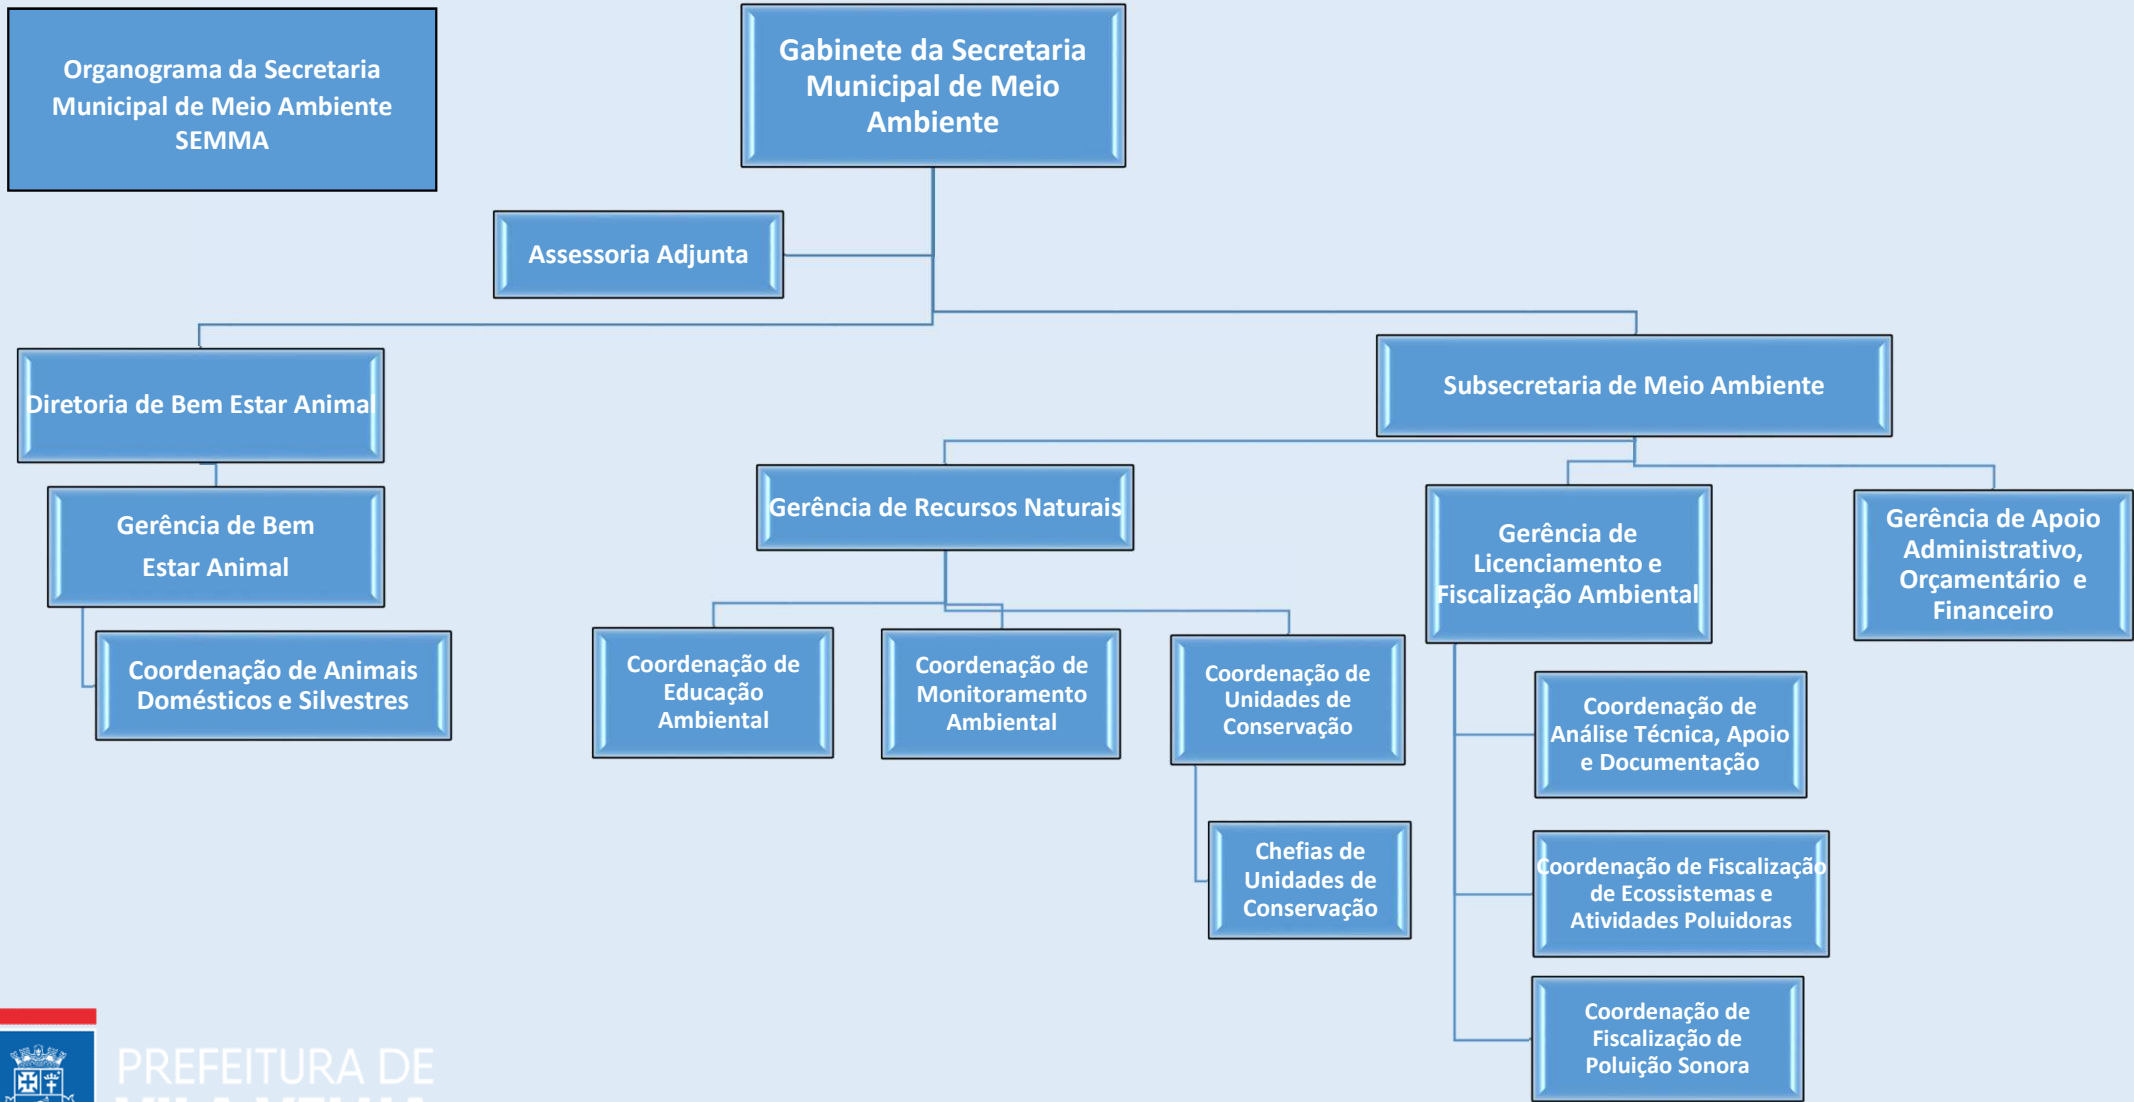 Organograma da Secretaria
Municipal de Meio Ambiente
SEMMA
Gabinete da Secretaria
Municipal de Meio
Ambiente
Assessoria Adjunta
Diretoria de Bem Estar Animal
Subsecretaria de Meio Ambiente
Gerência de Bem
Estar Animal
Coordenação de Animais
Domésticos e Silvestres
Gerência de Recursos Naturais
Gerência de
Licenciamento e
Fiscalização Ambiental
Gerência de Apoio
Administrativo,
Orçamentário e
Financeiro
Coordenação de
Educação
Ambiental
Coordenação de
Monitoramento
Ambiental
Coordenação de
Unidades de
Conservação
Chefias de
Unidades de
Conservação
Coordenação de
Análise Técnica, Apoio
e Documentação
Coordenação de Fiscalização
de Ecossistemas e
Atividades Poluidoras
Coordenação de
Fiscalização de
Poluição Sonora
PREFEITURA DE
VILA VELHA